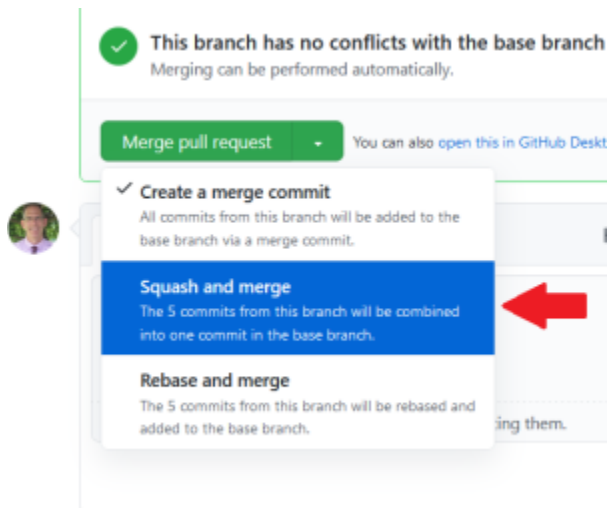 This branch has no conflicts with the base branch
Merging can be performed automatically.
Merge pull request
You can also open this in GitHub Deskt
Create a merge commit
All commits from this branch will be added to the
base branch via a merge commit.
Squash and merge
The 5 commits from this branch will be combined
into one commit in the base branch.
Rebase and merge
The 5 commits from this branch will be rebased and
added to the base branch.
ing them.